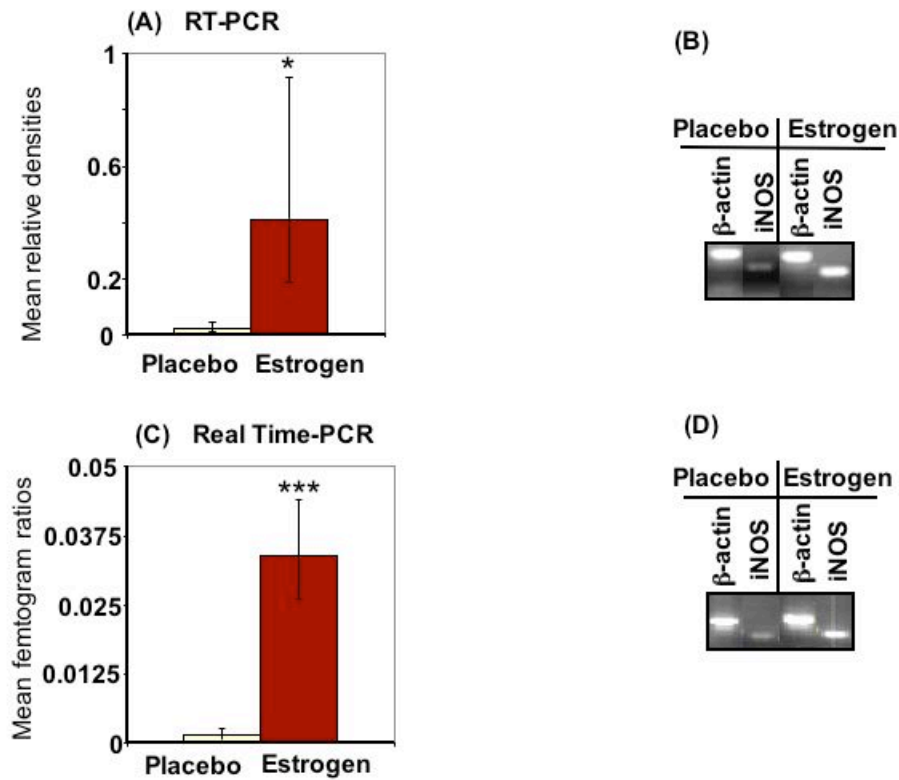 (A) RT-PCR
Mean relative densities
1
0.6
0.2
0
*
Placebo Estrogen
(B)
Placebo Estrogen
β-actin iNOS β-actin iNOS
(C) Real Time-PCR
Mean femtogram ratios
0.05
0.0375
0.025
0.0125
0
***
Placebo Estrogen
(D)
Placebo Estrogen
β-actin iNOS β-actin iNOS